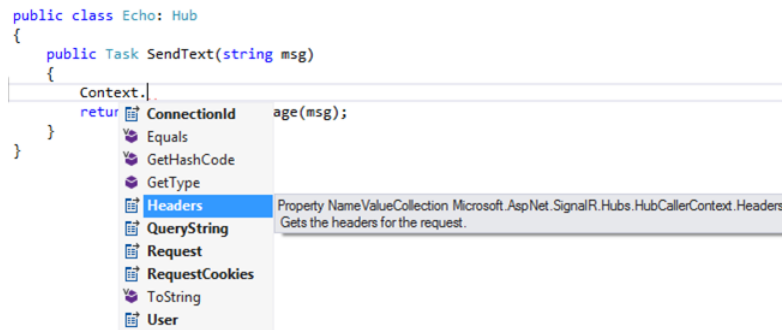 public class Echo: Hub
{
public Task SendText(string msg)
{
Context.
retur age(msg);
}
}
ConnectionId
Equals
GetHashCode
GetType
Headers
QueryString
Request
RequestCookies
ToString
User
Property NameValueCollection Microsoft.AspNet.SignalR.Hubs.HubCallerContext.Headers
Gets the headers for the request.